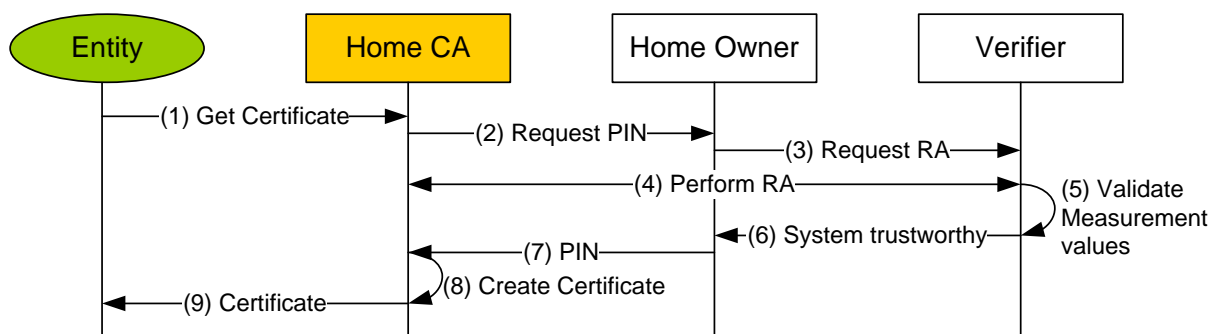 Entity
Home CA
Home Owner
Verifier
(1) Get Certificate
(2) Request PIN
(3) Request RA
(4) Perform RA
(5) Validate
Measurement
values
(6) System trustworthy
(7) PIN
(8) Create Certificate
(9) Certificate